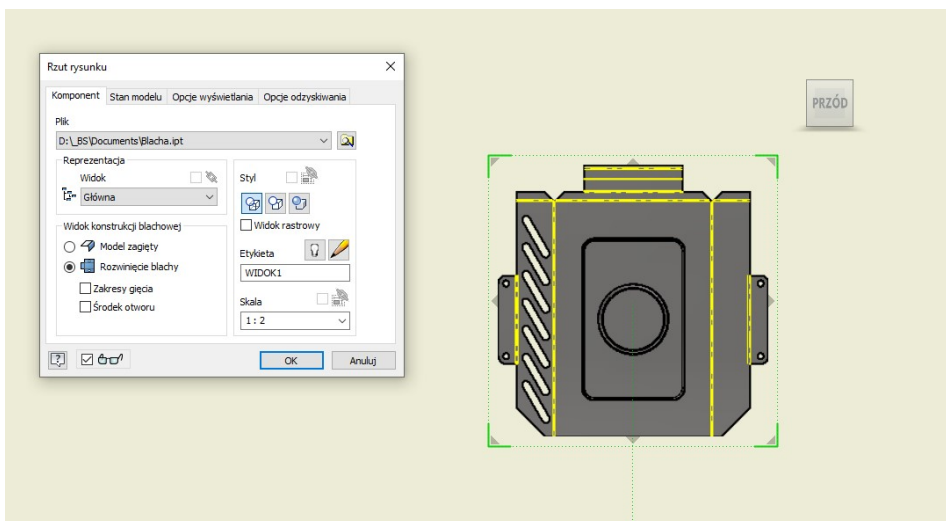 Rzut rysunku
Komponent Stan modelu Opcje wyświetlania Opcje odzyskiwania
Plik
D:\_BS\Documents\Blacha.ipt
Reprezentacja
Widok
Główna
Styl
Widok rastrowy
Widok konstrukcji blachowej
Model zagięty
Rozwinięcie blachy
Zakresy gięcia
Środek otworu
Etykieta
WIDOK1
Skala
1 : 2
OK Anuluj
PRZÓD